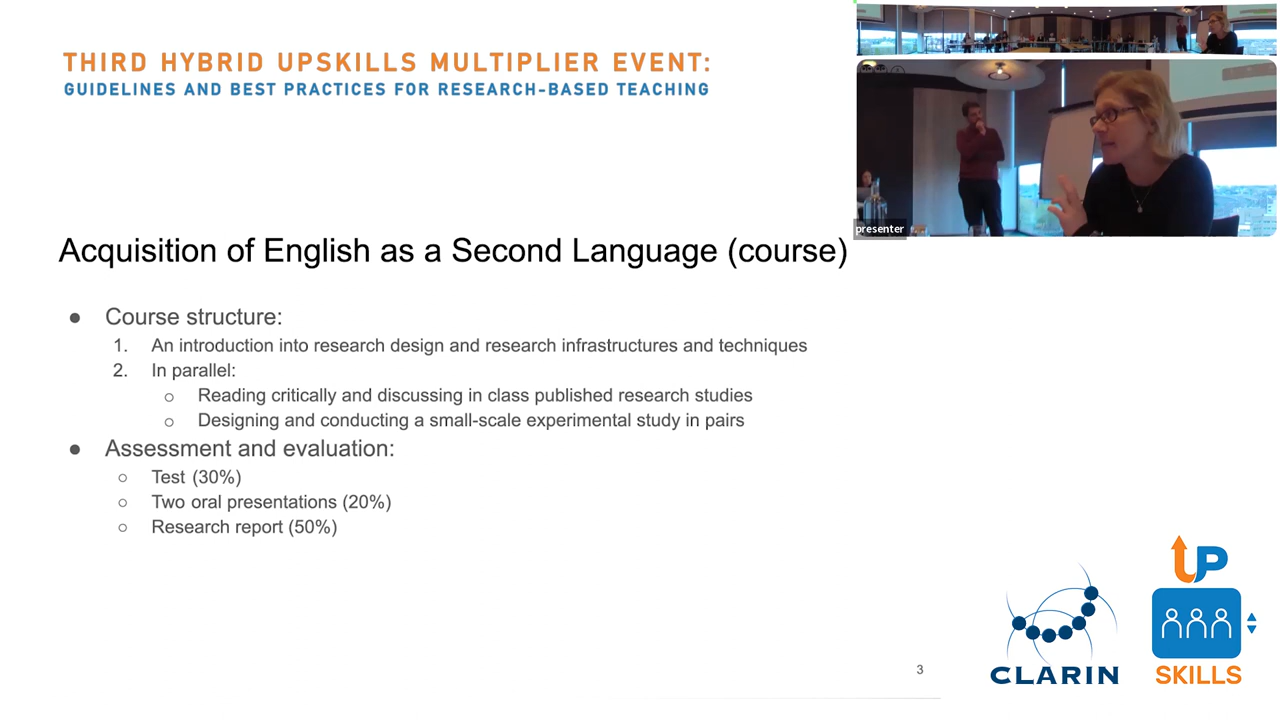 THIRD HYBRID UPSKILLS MULTIPLIER EVENT:
GUIDELINES AND BEST PRACTICES FOR RESEARCH-BASED TEACHING
presenter
Acquisition of English as a Second Language (course)
● Course structure:
1. An introduction into research design and research infrastructures and techniques
2. In parallel:
○ Reading critically and discussing in class published research studies
○ Designing and conducting a small-scale experimental study in pairs
● Assessment and evaluation:
○ Test (30%)
○ Two oral presentations (20%)
○ Research report (50%)
3
CLARIN
UP
SKILLS